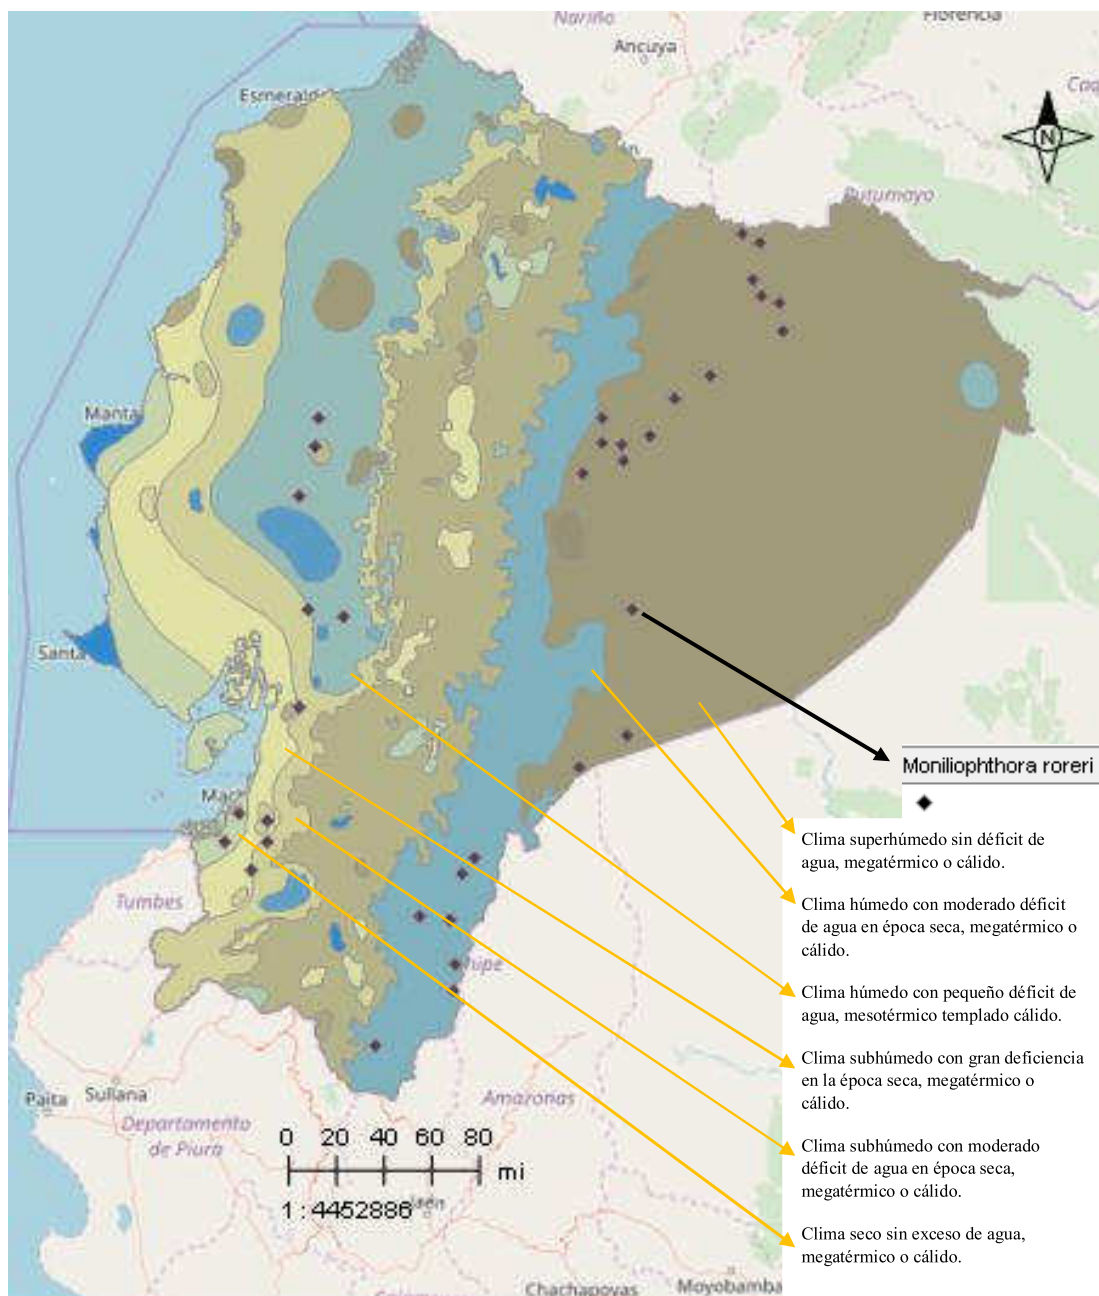 Nariño
Florencia
Ancuya
Esmeralda
Putumayo
Manta
Santa
Moniliophthora roreri
Mach
Clima superhúmedo sin déficit de
agua, megatérmico o cálido.
Tumbes
Clima húmedo con moderado déficit
de agua en época seca, megatérmico o
cálido.
hipe
Clima húmedo con pequeño déficit de
agua, mesotérmico templado cálido.
Clima subhúmedo con gran deficiencia
en la época seca, megatérmico o
cálido.
Sullana
Paita
Amazonas
Departamento
de Piura
Clima subhúmedo con moderado
déficit de agua en época seca,
megatérmico o cálido.
0 20 40 60 80
mi
1 : 4452886
Clima seco sin exceso de agua,
megatérmico o cálido.
Chachapoyas
Moyobamba
N